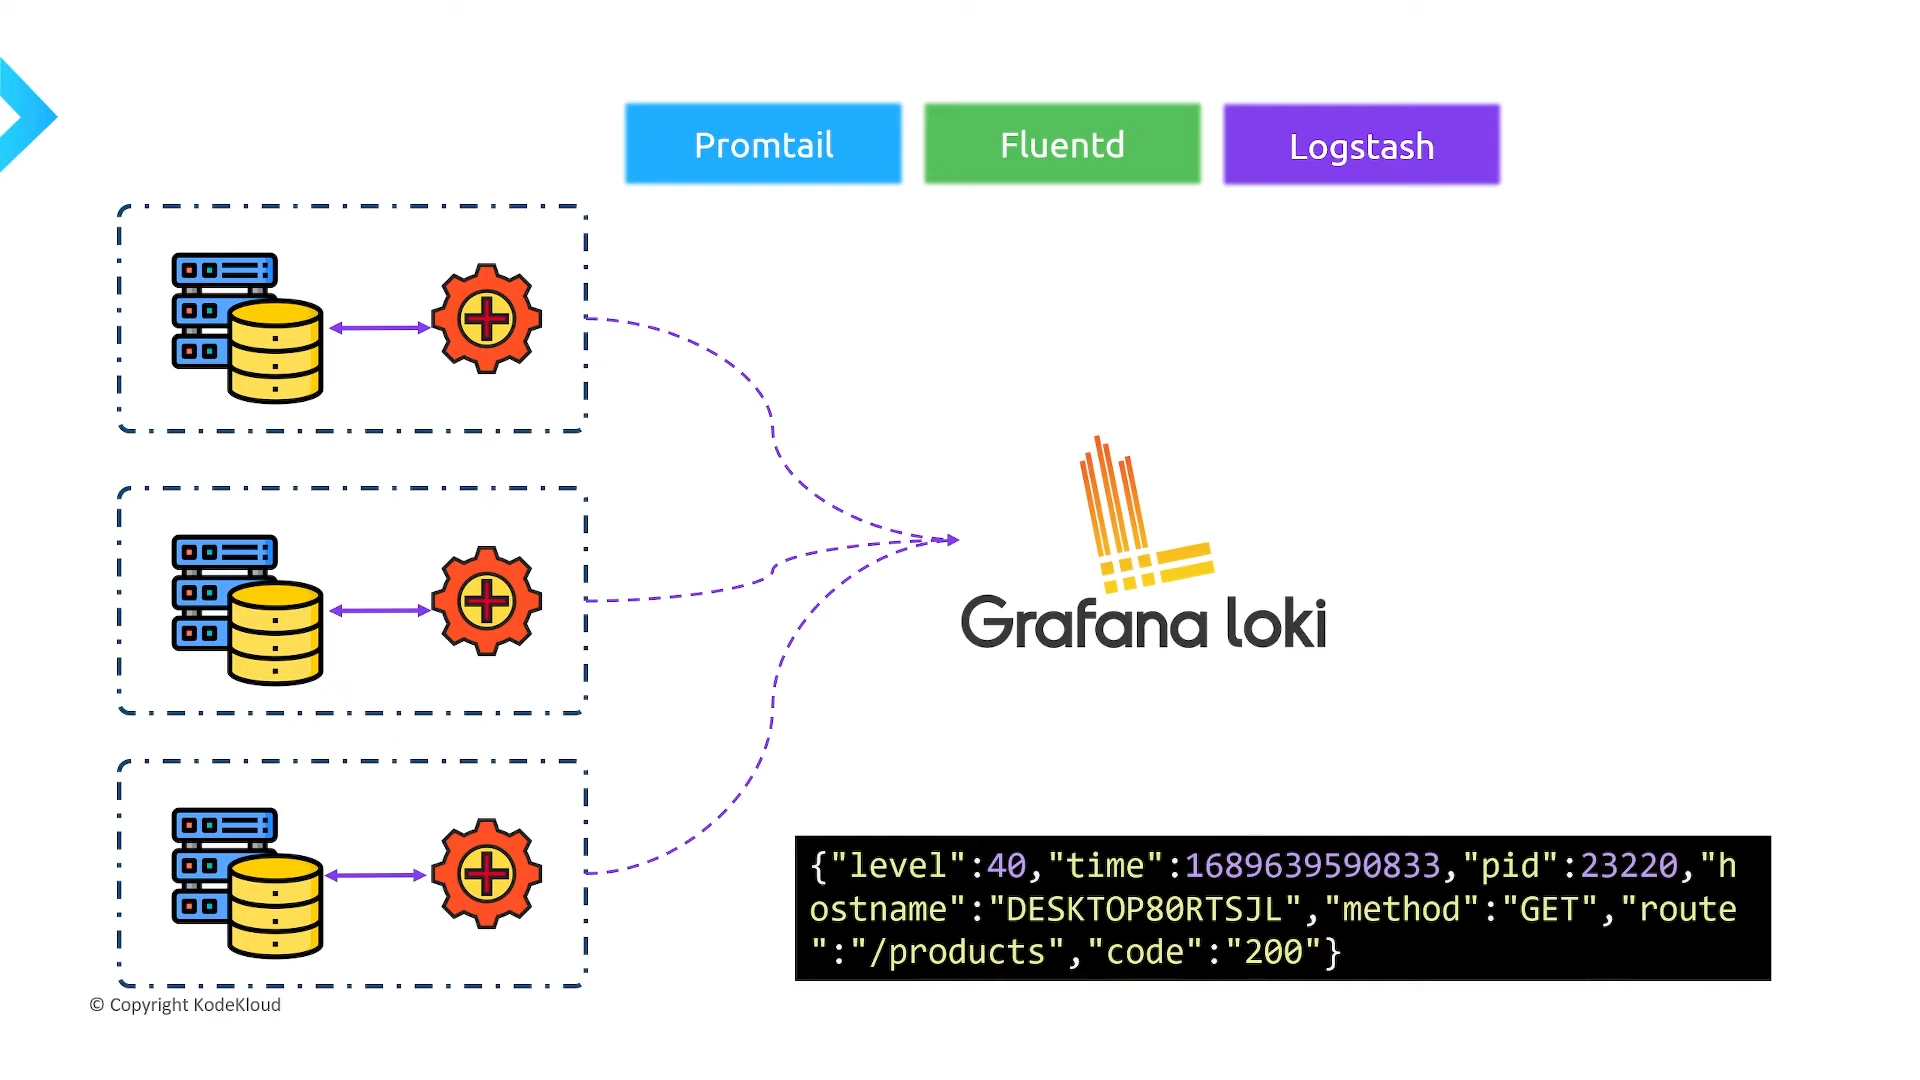 Promtail
Fluentd
Logstash
Grafana loki
{"level":40,"time":1689639590833,"pid":23220,"h
ostname":"DESKTOP80RTSJL","method":"GET","route
":"/products","code":"200"}
© Copyright KodeKloud